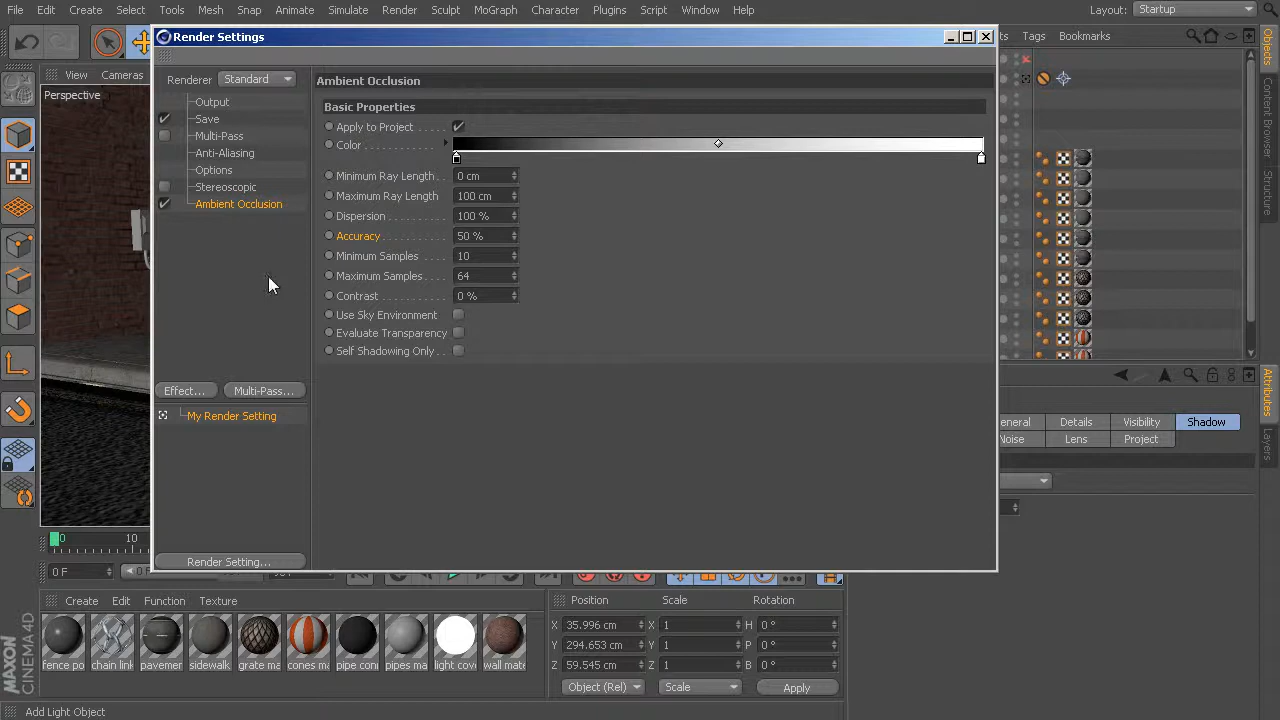 File Edit Create Select Tools Mesh Snap Animate Simulate Render Sculpt MoGraph Character Plugins Script Window Help
Layout: Startup
Render Settings
Tags Bookmarks
View Cameras
Perspective
Renderer Standard
Output
Save
Multi-Pass
Anti-Aliasing
Options
Stereoscopic
Ambient Occlusion
Effect... Multi-Pass...
My Render Setting
Render Setting...
Ambient Occlusion
Basic Properties
Apply to Project
Color
Minimum Ray Length 0 cm
Maximum Ray Length 100 cm
Dispersion 100 %
Accuracy 50 %
Minimum Samples 10
Maximum Samples 64
Contrast 0 %
Use Sky Environment
Evaluate Transparency
Self Shadowing Only
Objects
Content Browser
Structure
Attributes
Layers
eneral Details Visibility Shadow
Noise Lens Project
0 10
0 F
Create Edit Function Texture
fence po chain link pavemer sidewalk grate ma cones m pipe con pipes ma light cove wall mate
Position Scale Rotation
X 35.996 cm X 1 H 0 °
Y 294.653 cm Y 1 P 0 °
Z 59.545 cm Z 1 B 0 °
Object (Rel) Scale Apply
MAXON
CINEMA 4D
Add Light Object